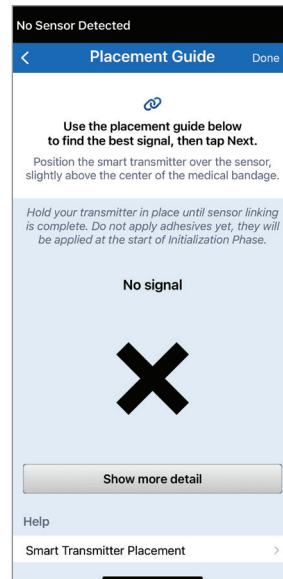 No Sensor Detected
Placement Guide
Done
Use the placement guide below
to find the best signal, then tap Next.
Position the smart transmitter over the sensor,
slightly above the center of the medical bandage.
Hold your transmitter in place until sensor linking
is complete. Do not apply adhesives yet, they will
be applied at the start of Initialization Phase.
No signal
Show more detail
Help
Smart Transmitter Placement